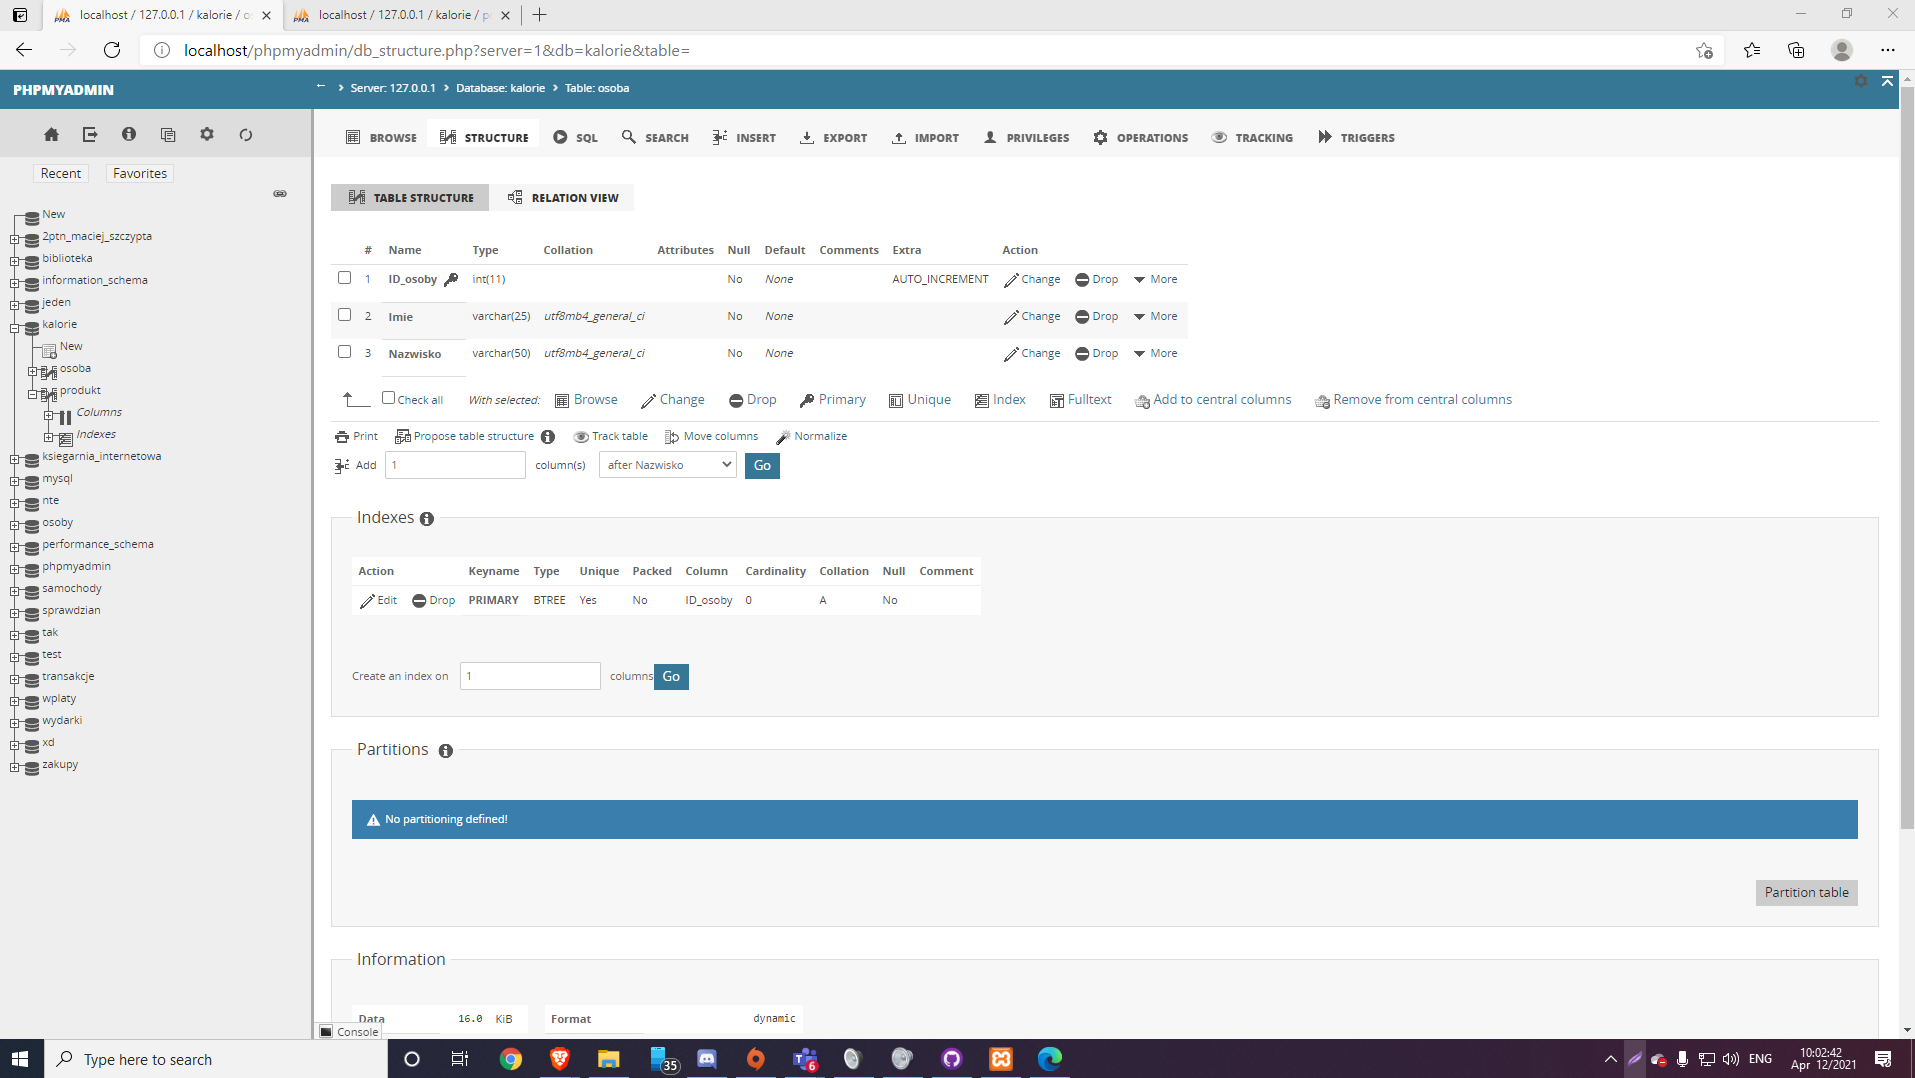 localhost / 127.0.0.1 / kalorie / o
localhost / 127.0.0.1 / kalorie / p
localhost/phpmyadmin/db_structure.php?server=1&db=kalorie&table=
PHPMYADMIN
Server: 127.0.0.1 Database: kalorie Table: osoba
BROWSE STRUCTURE SQL SEARCH INSERT EXPORT IMPORT PRIVILEGES OPERATIONS TRACKING TRIGGERS
Recent Favorites
New
2ptn_maciej_szczypta
biblioteka
information_schema
jeden
kalorie
New
osoba
produkt
Columns
Indexes
ksiegarnia_internetowa
mysql
nte
osoby
performance_schema
phpmyadmin
samochody
sprawdzian
tak
test
transakcje
wplaty
wydarki
xd
zakupy
TABLE STRUCTURE RELATION VIEW
# Name Type Collation Attributes Null Default Comments Extra Action
1 ID_osoby int(11) No None AUTO_INCREMENT Change Drop More
2 Imie varchar(25) utf8mb4_general_ci No None Change Drop More
3 Nazwisko varchar(50) utf8mb4_general_ci No None Change Drop More
Check all With selected: Browse Change Drop Primary Unique Index Fulltext Add to central columns Remove from central columns
Print Propose table structure Track table Move columns Normalize
Add 1 column(s) after Nazwisko Go
Indexes
Action Keyname Type Unique Packed Column Cardinality Collation Null Comment
Edit Drop PRIMARY BTREE Yes No ID_osoby 0 A No
Create an index on 1 columns Go
Partitions
No partitioning defined!
Partition table
Information
Data 16.0 KiB Format dynamic
Console
Type here to search
35
6
ENG
10:02:42
Apr 12/2021